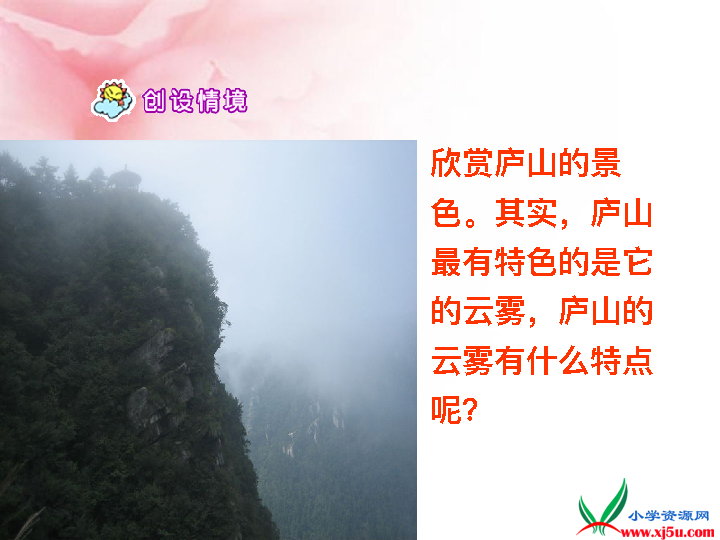 创设情境
欣赏庐山的景
色。其实，庐山
最有特色的是它
的云雾，庐山的
云雾有什么特点
呢？
小学资源网
www.xj5u.com